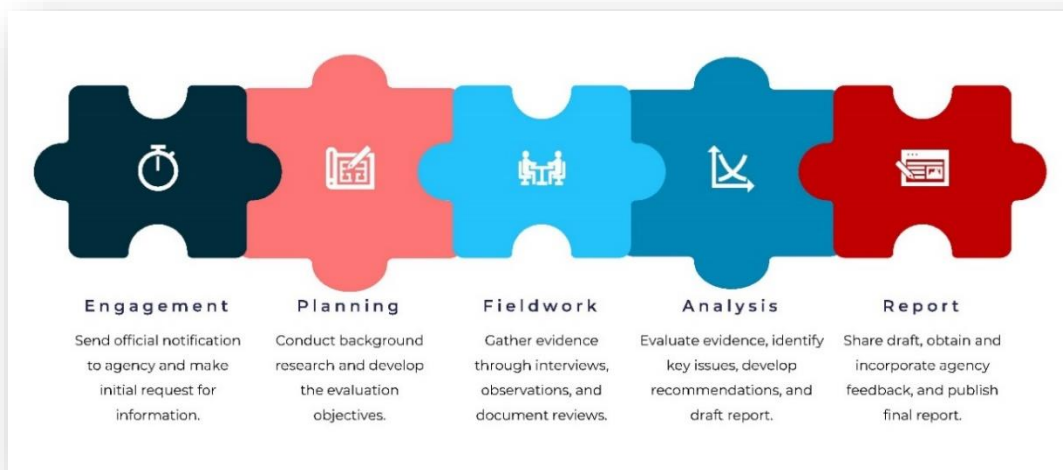 Engagement
Send official notification
to agency and make
initial request for
information.
Planning
Conduct background
research and develop
the evaluation
objectives.
Fieldwork
Gather evidence
through interviews,
observations, and
document reviews.
Analysis
Evaluate evidence, identify
key issues, develop
recommendations, and
draft report.
Report
Share draft, obtain and
incorporate agency
feedback, and publish
final report.